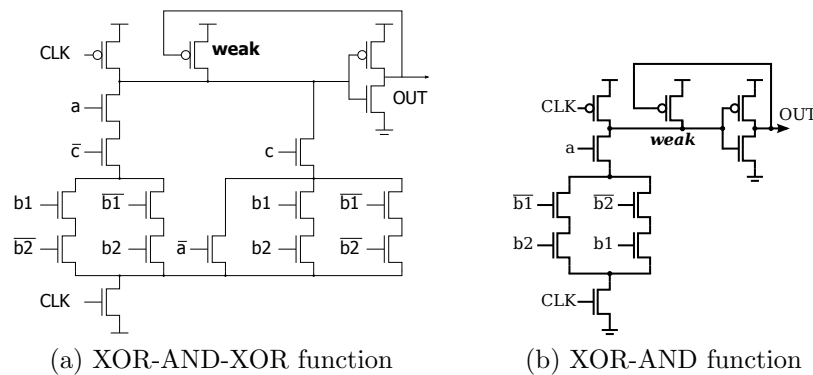 CLK
weak
OUT
a
c̅
c
b1 b̅1̅ b1 b̅1̅
b̅2̅ b2 a̅ b2 b̅2̅
CLK
(a) XOR-AND-XOR function
CLK
OUT
weak
a
b̅1̅ b̅2̅
b2 b1
CLK
(b) XOR-AND function